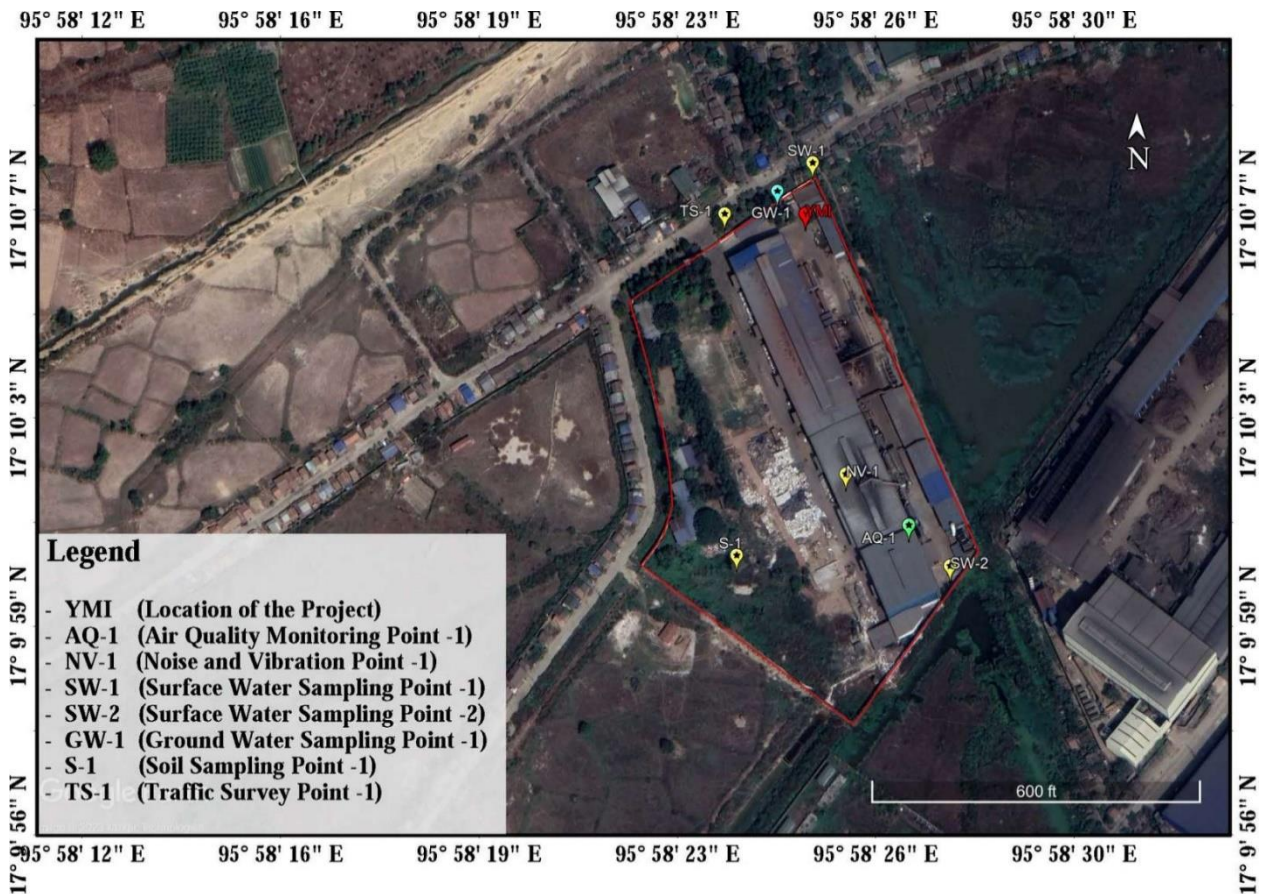 95° 58' 12" E 95° 58' 16" E 95° 58' 19" E 95° 58' 23" E 95° 58' 26" E 95° 58' 30" E
17° 10' 7" N 17° 10' 7" N
17° 10' 3" N 17° 10' 3" N
17° 9' 59" N 17° 9' 59" N
17° 9' 56" N 17° 9' 56" N
N
SW-1
GW-1
TS-1
YMI
NV-1
AQ-1
S-1
SW-2
Legend
- YMI (Location of the Project)
- AQ-1 (Air Quality Monitoring Point -1)
- NV-1 (Noise and Vibration Point -1)
- SW-1 (Surface Water Sampling Point -1)
- SW-2 (Surface Water Sampling Point -2)
- GW-1 (Ground Water Sampling Point -1)
- S-1 (Soil Sampling Point -1)
- TS-1 (Traffic Survey Point -1)
600 ft
95° 58' 12" E 95° 58' 16" E 95° 58' 19" E 95° 58' 23" E 95° 58' 26" E 95° 58' 30" E